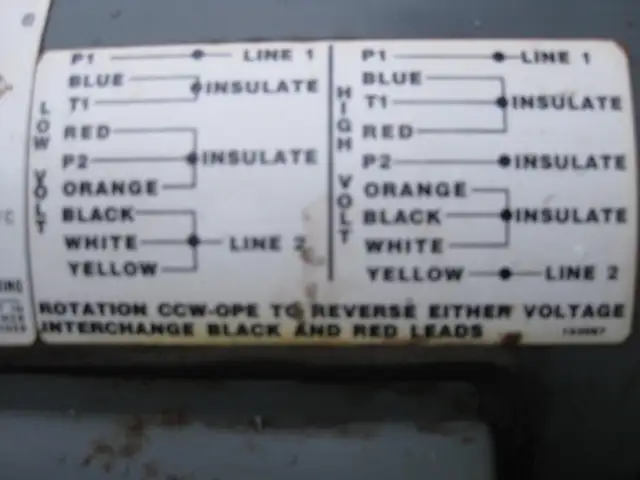 P1 LINE 1
BLUE
INSULATE
T1
RED
P2 INSULATE
ORANGE
BLACK
WHITE LINE 2
YELLOW
LOW VOLT
P1 LINE 1
BLUE
T1 INSULATE
RED
P2 INSULATE
ORANGE
BLACK INSULATE
WHITE
YELLOW LINE 2
HIGH VOLT
ROTATION CCW-OPE TO REVERSE EITHER VOLTAGE
INTERCHANGE BLACK AND RED LEADS